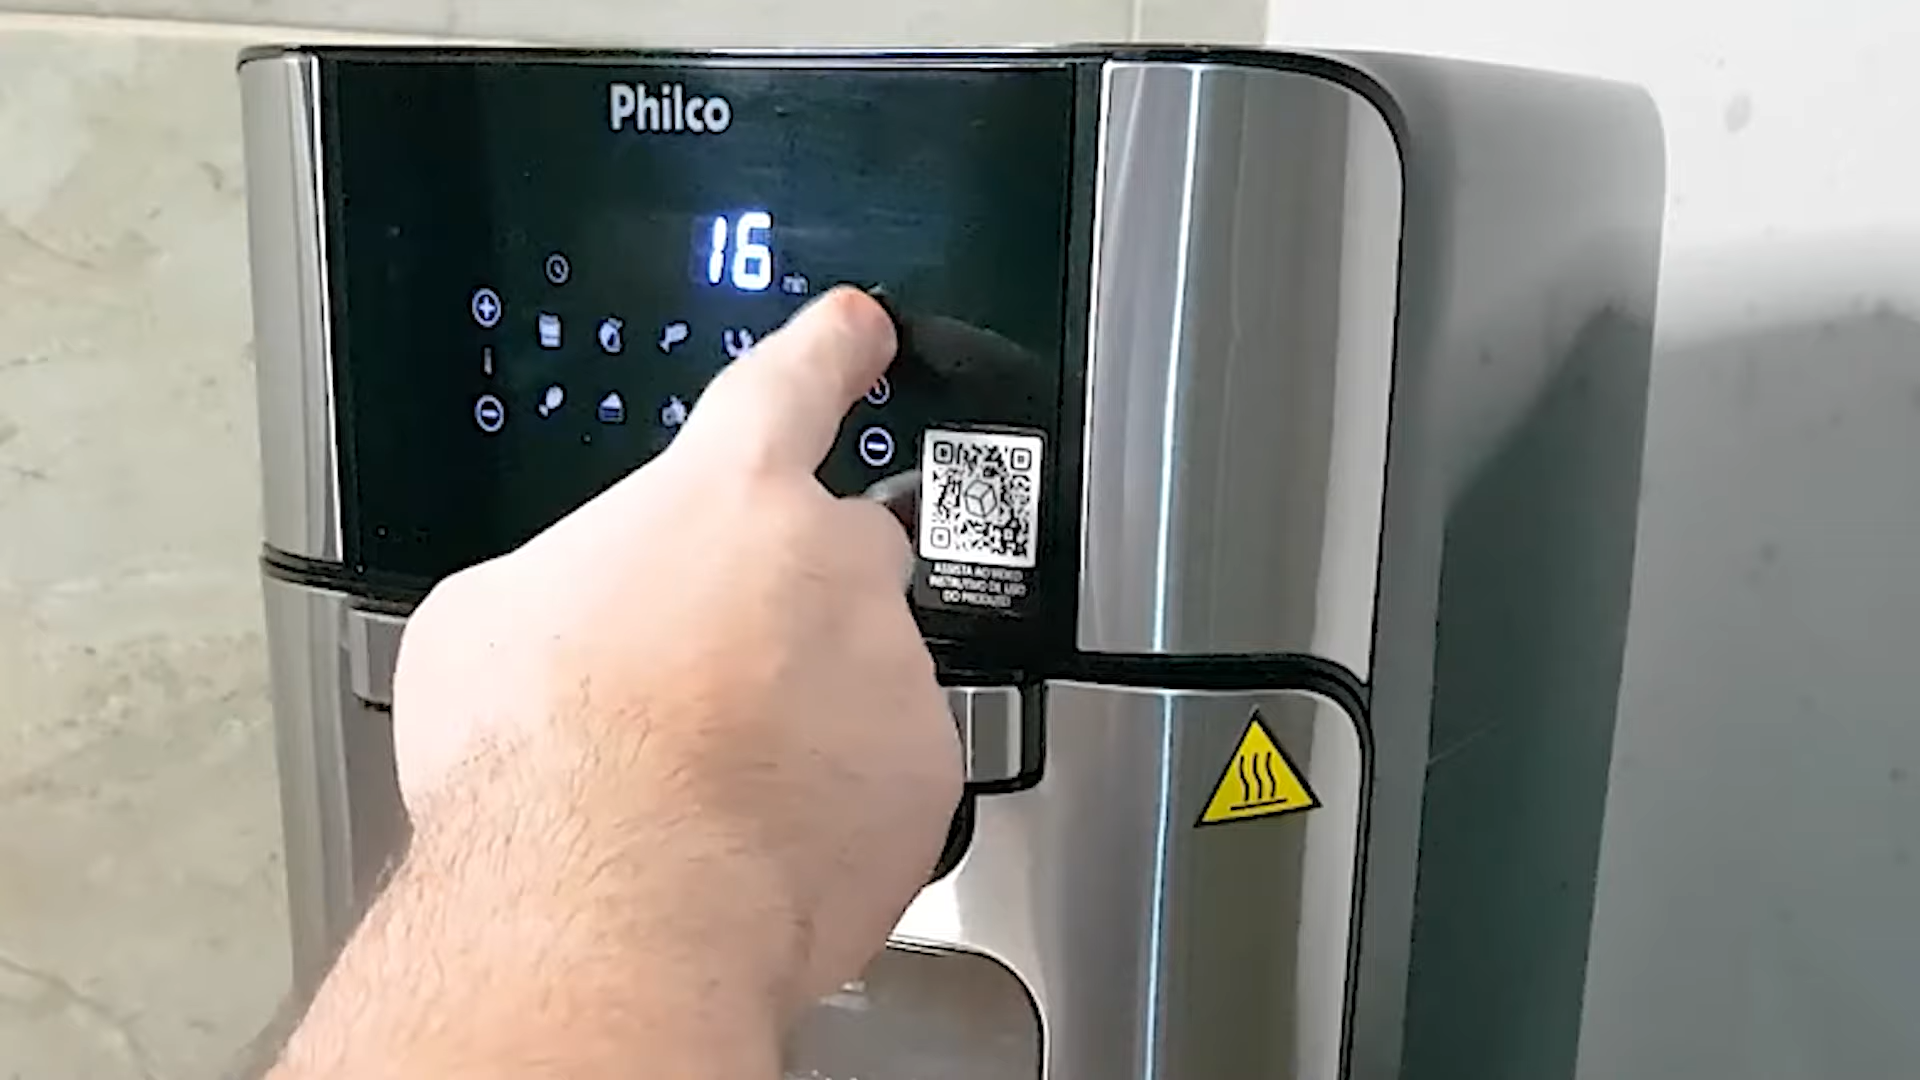 Philco
16
min
ASSISTA AO VÍDEO
INSTRUTIVO DE USO
DO PRODUTO